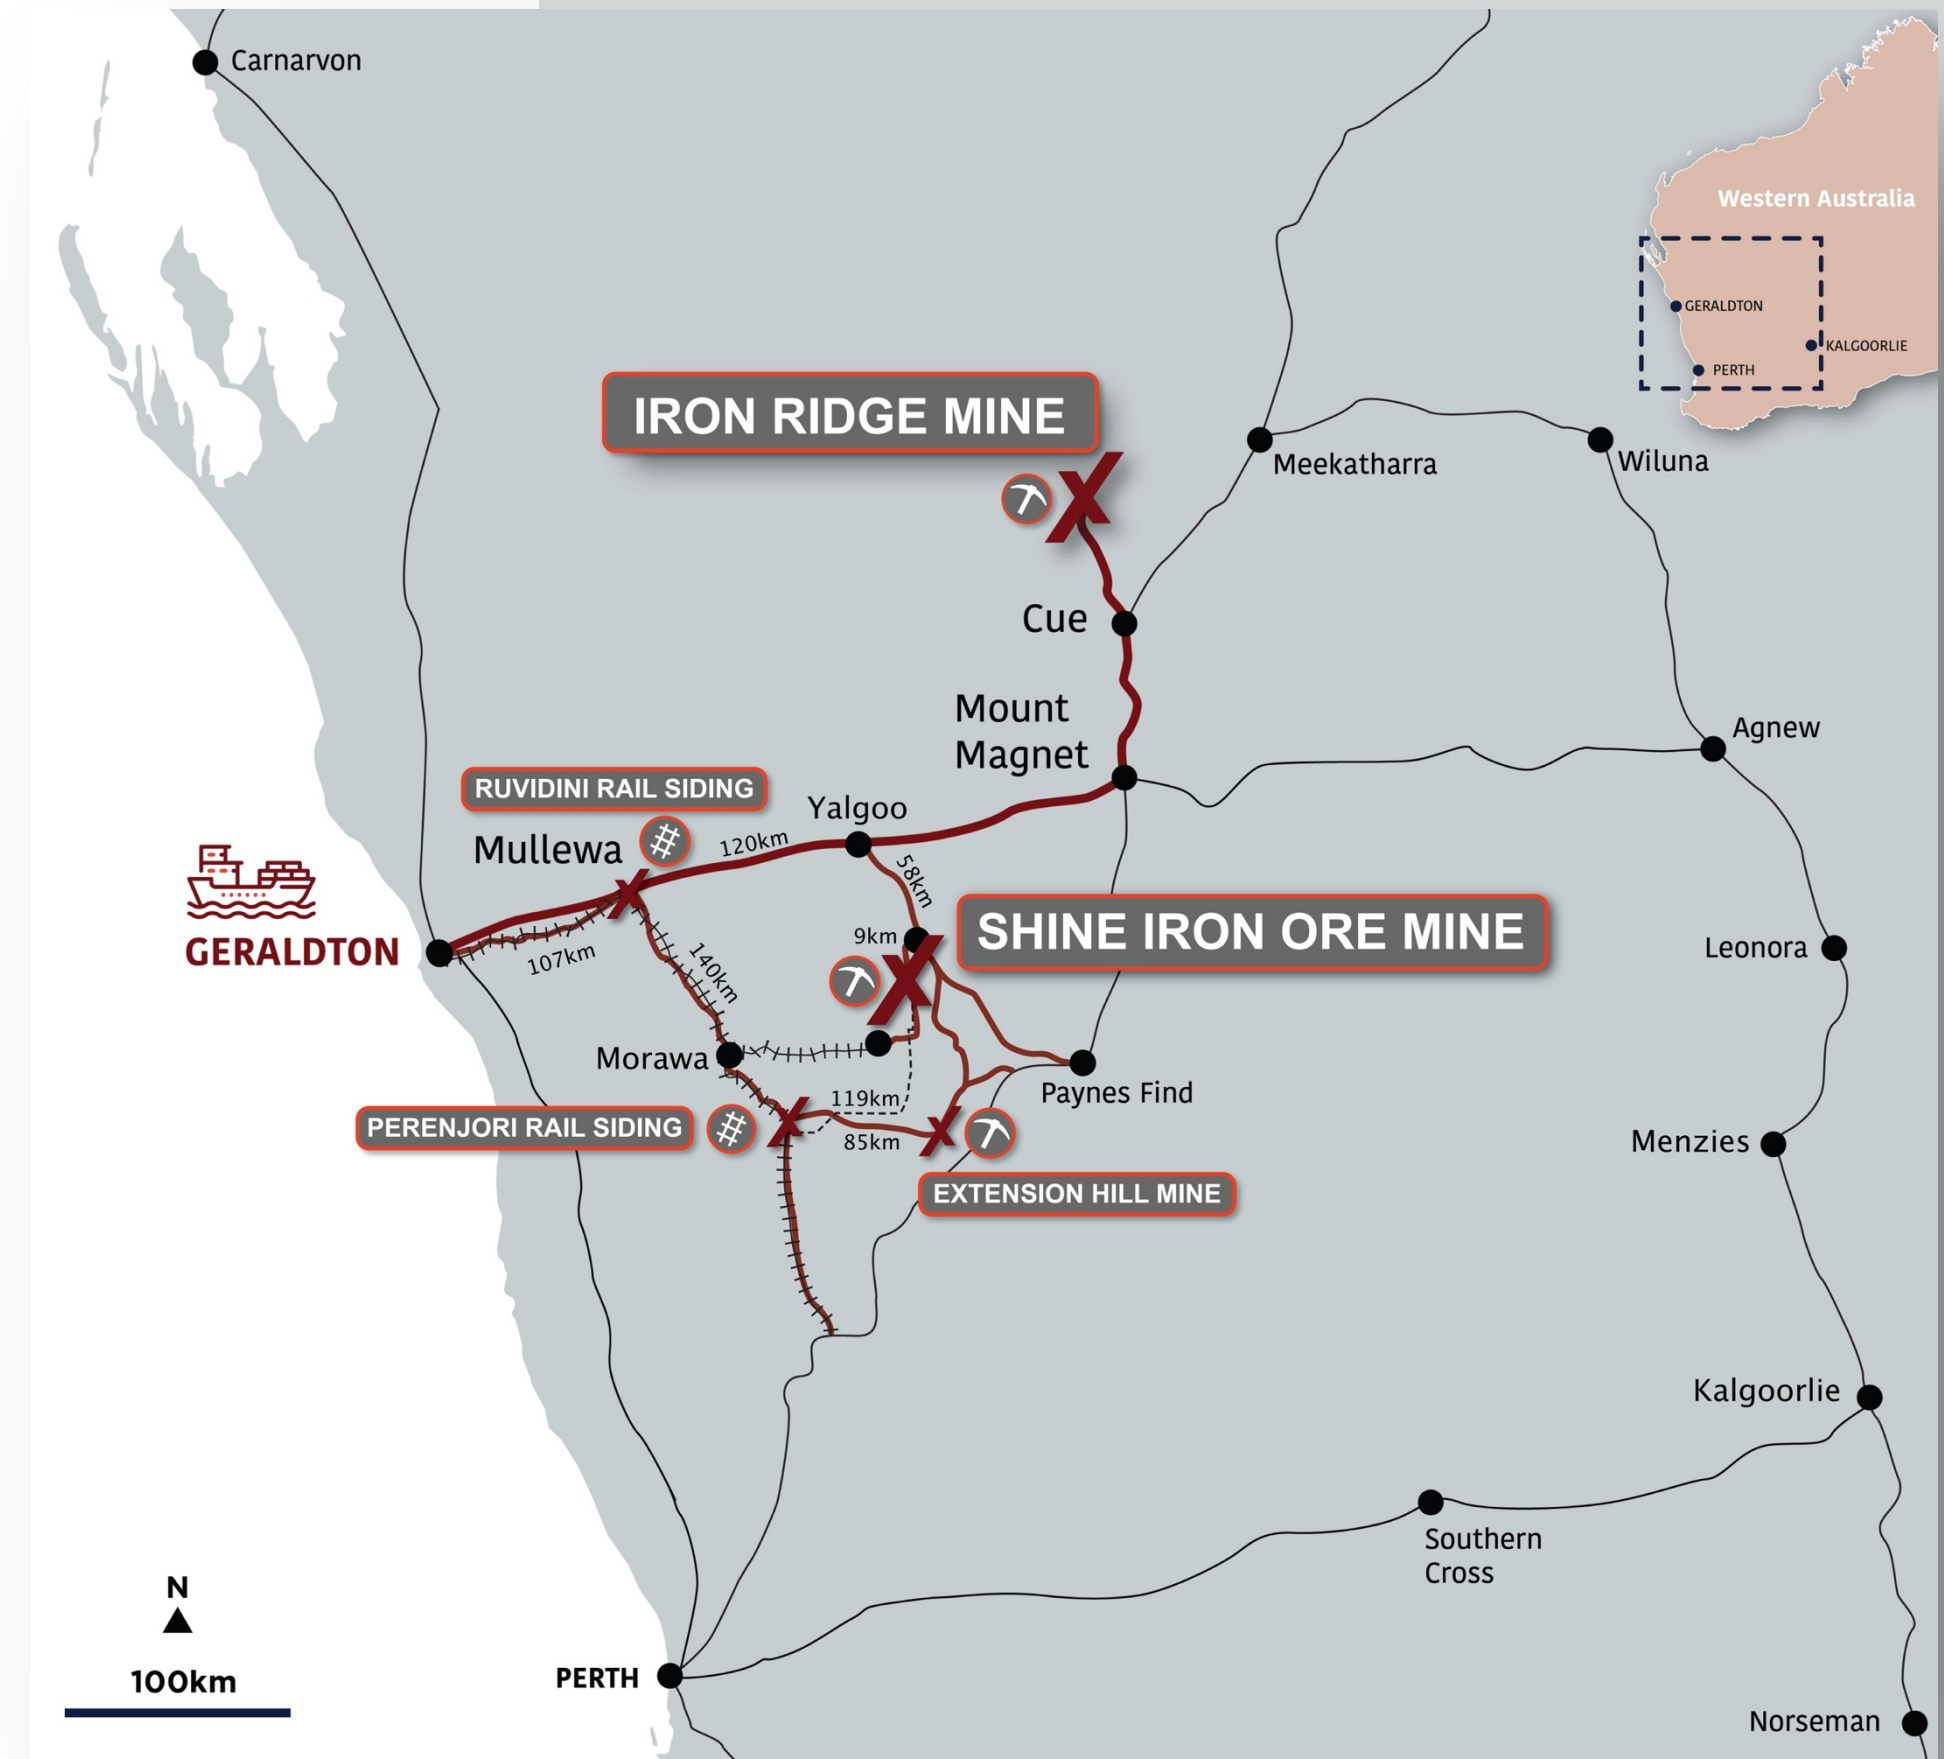 Carnarvon
Western Australia
GERALDTON
KALGOORLIE
PERTH
IRON RIDGE MINE
Meekatharra
Wiluna
Cue
Mount
Magnet
Agnew
RUVIDINI RAIL SIDING
Yalgoo
Mullewa
120km
58km
GERALDTON
107km
140km
9km
SHINE IRON ORE MINE
Leonora
Morawa
Paynes Find
119km
PERENJORI RAIL SIDING
85km
Menzies
EXTENSION HILL MINE
Kalgoorlie
Southern
Cross
N
100km
PERTH
Norseman